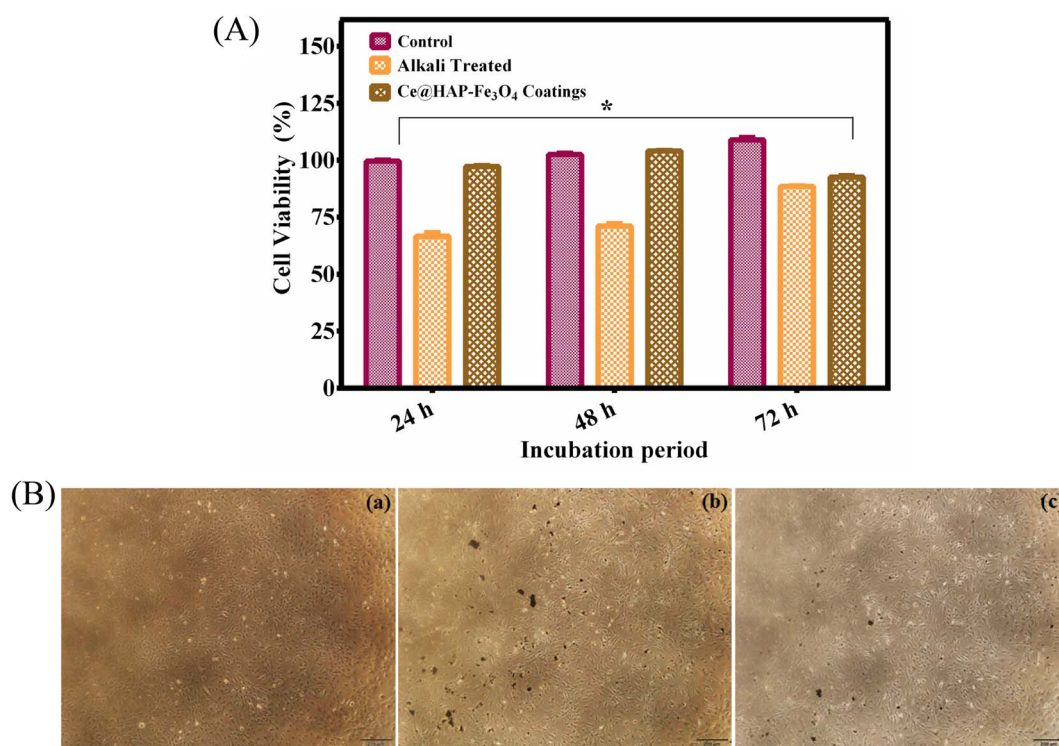 (A)
Cell Viability (%)
150
125
100
75
50
25
0
Control
Alkali Treated
Ce@HAP-Fe₃O₄ Coatings
*
24 h
48 h
72 h
Incubation period
(B)
(a)
(b)
(c)